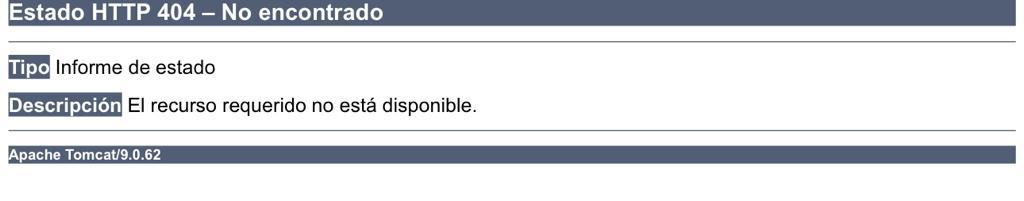 Estado HTTP 404 – No encontrado
Tipo Informe de estado
Descripción El recurso requerido no está disponible.
Apache Tomcat/9.0.62